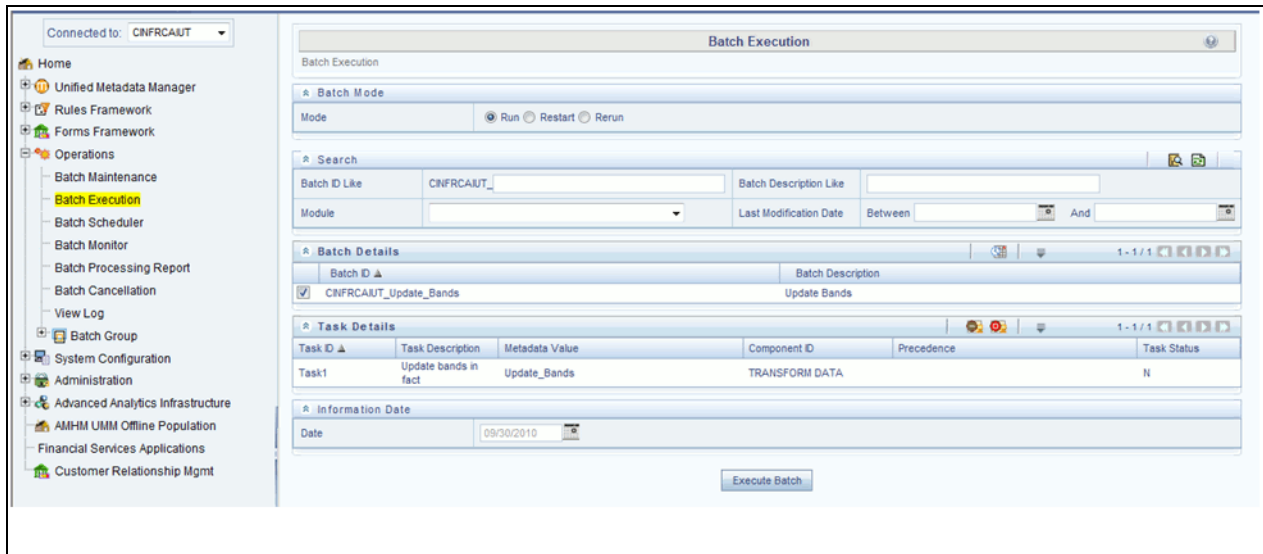 Connected to: CINFRCAIUT
Home
Unified Metadata Manager
Rules Framework
Forms Framework
Operations
Batch Maintenance
Batch Execution
Batch Scheduler
Batch Monitor
Batch Processing Report
Batch Cancellation
View Log
Batch Group
System Configuration
Administration
Advanced Analytics Infrastructure
AMHM UMM Offline Population
Financial Services Applications
Customer Relationship Mgmt
Batch Execution
Batch Execution
Batch Mode
Mode Run Restart Rerun
Search
Batch ID Like CINFRCAIUT_ Batch Description Like
Module Last Modification Date Between And
Batch Details 1 - 1 / 1
Batch ID Batch Description
CINFRCAIUT_Update_Bands Update Bands
Task Details 1 - 1 / 1
Task ID Task Description Metadata Value Component ID Precedence Task Status
Task1 Update bands in fact Update_Bands TRANSFORM DATA N
Information Date
Date 09/30/2010
Execute Batch